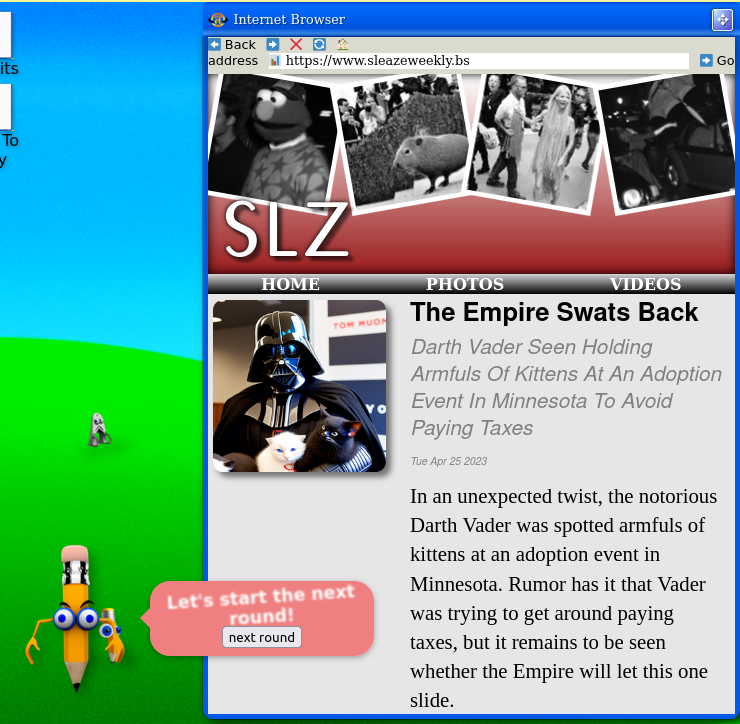 Internet Browser
Back
address https://www.sleazeweekly.bs Go
its
To
y
SLZ
HOME PHOTOS VIDEOS
TOM MUON
The Empire Swats Back
Darth Vader Seen Holding
Armfuls Of Kittens At An Adoption
Event In Minnesota To Avoid
Paying Taxes
Tue Apr 25 2023
In an unexpected twist, the notorious
Darth Vader was spotted armfuls of
kittens at an adoption event in
Minnesota. Rumor has it that Vader
was trying to get around paying
taxes, but it remains to be seen
whether the Empire will let this one
slide.
Let's start the next
round!
next round